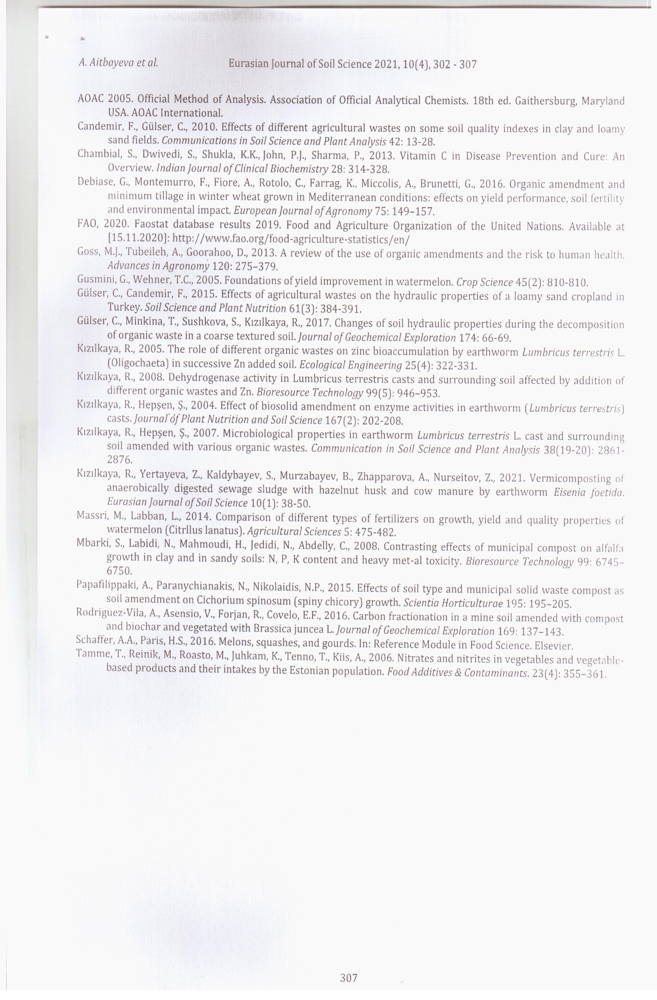 A. Aitbayeva et al. Eurasian Journal of Soil Science 2021, 10(4), 302 - 307
AOAC 2005. Official Method of Analysis. Association of Official Analytical Chemists. 18th ed. Gaithersburg, Maryland
USA. AOAC International.
Candemir, F., Gülser, C., 2010. Effects of different agricultural wastes on some soil quality indexes in clay and loamy
sand fields. Communications in Soil Science and Plant Analysis 42: 13-28.
Chambial, S., Dwivedi, S., Shukla, K.K., John, P.J., Sharma, P., 2013. Vitamin C in Disease Prevention and Cure: An
Overview. Indian Journal of Clinical Biochemistry 28: 314-328.
Debiase, G., Montemurro, F., Fiore, A., Rotolo, C., Farrag, K., Miccolis, A., Brunetti, G., 2016. Organic amendment and
minimum tillage in winter wheat grown in Mediterranean conditions: effects on yield performance, soil fertility
and environmental impact. European Journal of Agronomy 75: 149–157.
FAO, 2020. Faostat database results 2019. Food and Agriculture Organization of the United Nations. Available at
[15.11.2020]: http://www.fao.org/food-agriculture-statistics/en/
Goss, M.J., Tubeileh, A., Goorahoo, D., 2013. A review of the use of organic amendments and the risk to human health.
Advances in Agronomy 120: 275–379.
Gusmini, G., Wehner, T.C., 2005. Foundations of yield improvement in watermelon. Crop Science 45(2): 810-810.
Gülser, C., Candemir, F., 2015. Effects of agricultural wastes on the hydraulic properties of a loamy sand cropland in
Turkey. Soil Science and Plant Nutrition 61(3): 384-391.
Gülser, C., Minkina, T., Sushkova, S., Kızılkaya, R., 2017. Changes of soil hydraulic properties during the decomposition
of organic waste in a coarse textured soil. Journal of Geochemical Exploration 174: 66-69.
Kızılkaya, R., 2005. The role of different organic wastes on zinc bioaccumulation by earthworm Lumbricus terrestris L.
(Oligochaeta) in successive Zn added soil. Ecological Engineering 25(4): 322-331.
Kızılkaya, R., 2008. Dehydrogenase activity in Lumbricus terrestris casts and surrounding soil affected by addition of
different organic wastes and Zn. Bioresource Technology 99(5): 946–953.
Kızılkaya, R., Hepşen, Ş., 2004. Effect of biosolid amendment on enzyme activities in earthworm (Lumbricus terrestris)
casts. Journal of Plant Nutrition and Soil Science 167(2): 202-208.
Kızılkaya, R., Hepşen, Ş., 2007. Microbiological properties in earthworm Lumbricus terrestris L. cast and surrounding
soil amended with various organic wastes. Communication in Soil Science and Plant Analysis 38(19-20): 2861-
2876.
Kızılkaya, R., Yertayeva, Z., Kaldybayev, S., Murzabayev, B., Zhapparova, A., Nurseitov, Z., 2021. Vermicomposting of
anaerobically digested sewage sludge with hazelnut husk and cow manure by earthworm Eisenia foetida.
Eurasian Journal of Soil Science 10(1): 38-50.
Massri, M., Labban, L., 2014. Comparison of different types of fertilizers on growth, yield and quality properties of
watermelon (Citrllus lanatus). Agricultural Sciences 5: 475-482.
Mbarki, S., Labidi, N., Mahmoudi, H., Jedidi, N., Abdelly, C., 2008. Contrasting effects of municipal compost on alfalfa
growth in clay and in sandy soils: N, P, K content and heavy met-al toxicity. Bioresource Technology 99: 6745–
6750.
Papafilippaki, A., Paranychianakis, N., Nikolaidis, N.P., 2015. Effects of soil type and municipal solid waste compost as
soil amendment on Cichorium spinosum (spiny chicory) growth. Scientia Horticulturae 195: 195–205.
Rodriguez-Vila, A., Asensio, V., Forjan, R., Covelo, E.F., 2016. Carbon fractionation in a mine soil amended with compost
and biochar and vegetated with Brassica juncea L. Journal of Geochemical Exploration 169: 137–143.
Schaffer, A.A., Paris, H.S., 2016. Melons, squashes, and gourds. In: Reference Module in Food Science. Elsevier.
Tamme, T., Reinik, M., Roasto, M., Juhkam, K., Tenno, T., Kiis, A., 2006. Nitrates and nitrites in vegetables and vegetable-
based products and their intakes by the Estonian population. Food Additives & Contaminants. 23(4): 355–361.
307